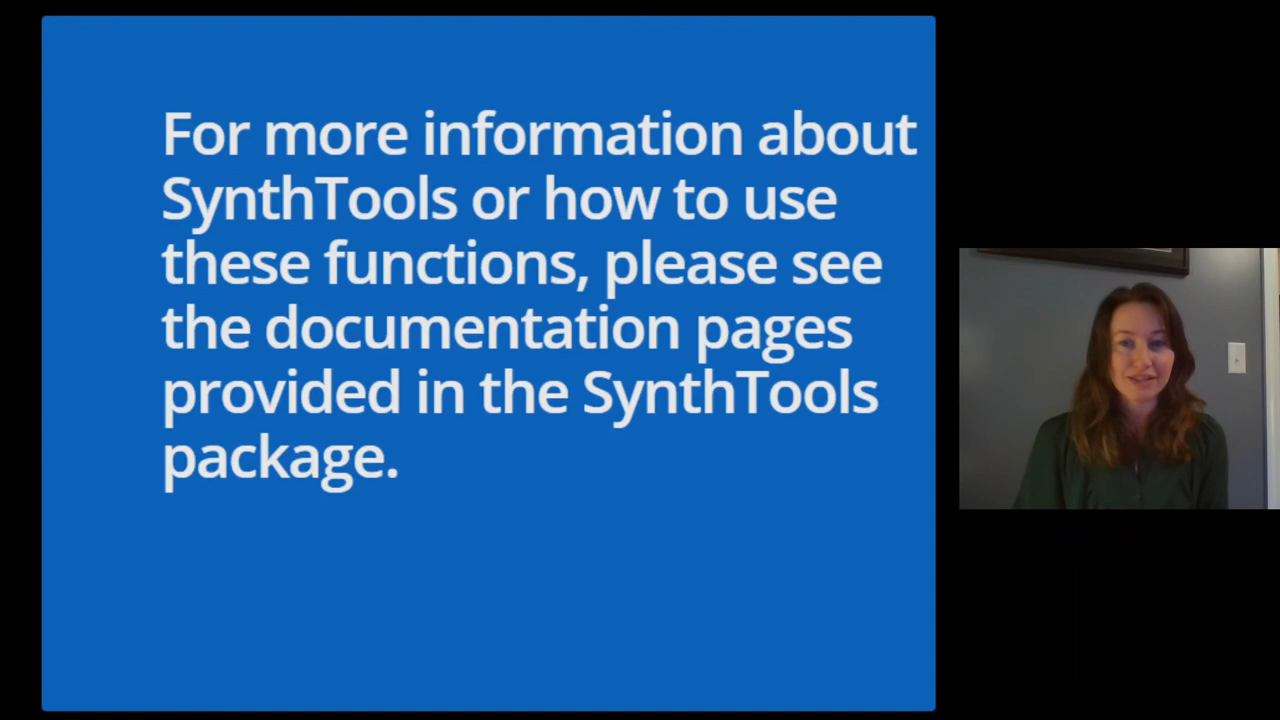 For more information about
SynthTools or how to use
these functions, please see
the documentation pages
provided in the SynthTools
package.